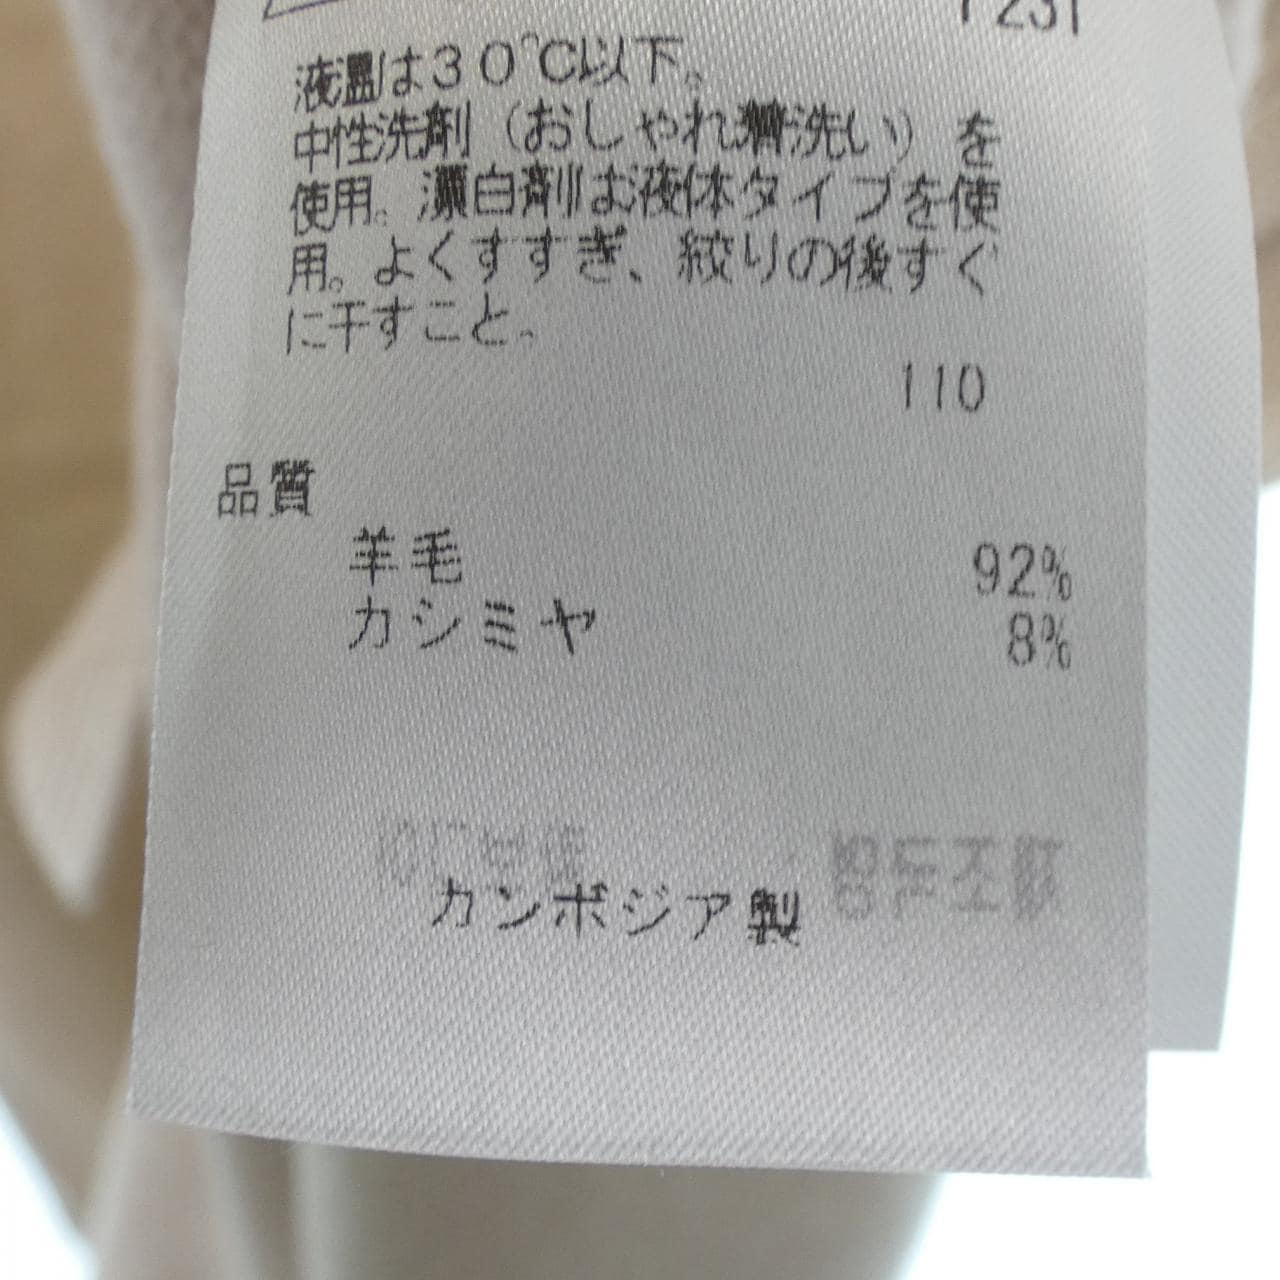 液温は30℃以下。
中性洗剤(おしゃれ着洗い)を
使用。漂白剤は液体タイプを使
用。よくすすぎ、絞りの後すぐ
に干すこと。
110
品質
羊毛 92%
カシミヤ 8%
カンボジア製